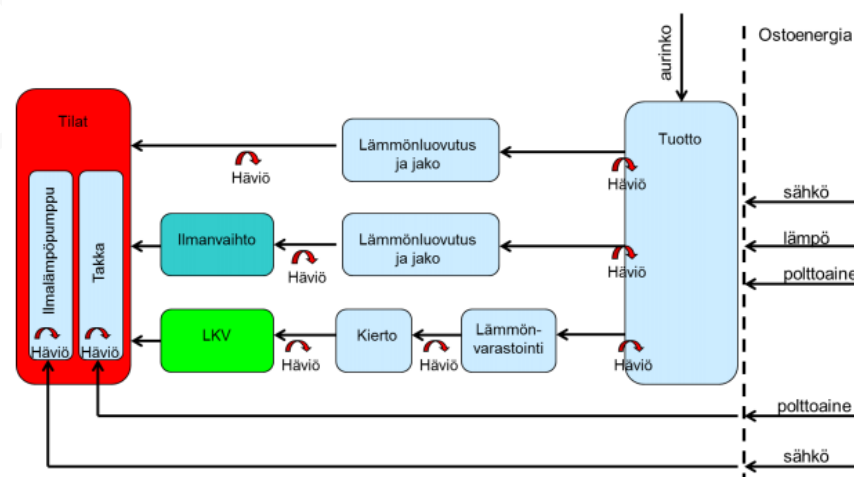 aurinko
Ostoenergia
Tilat
Tuotto
Lämmönluovutus
ja jako
Häviö
Häviö
sähkö
Ilmanvaihto
Lämmönluovutus
ja jako
lämpö
Häviö
Häviö
polttoaine
Ilmalämpöpumppu
Takka
LKV
Kierto
Lämmön-
varastointi
Häviö
Häviö
Häviö
Häviö
Häviö
polttoaine
sähkö